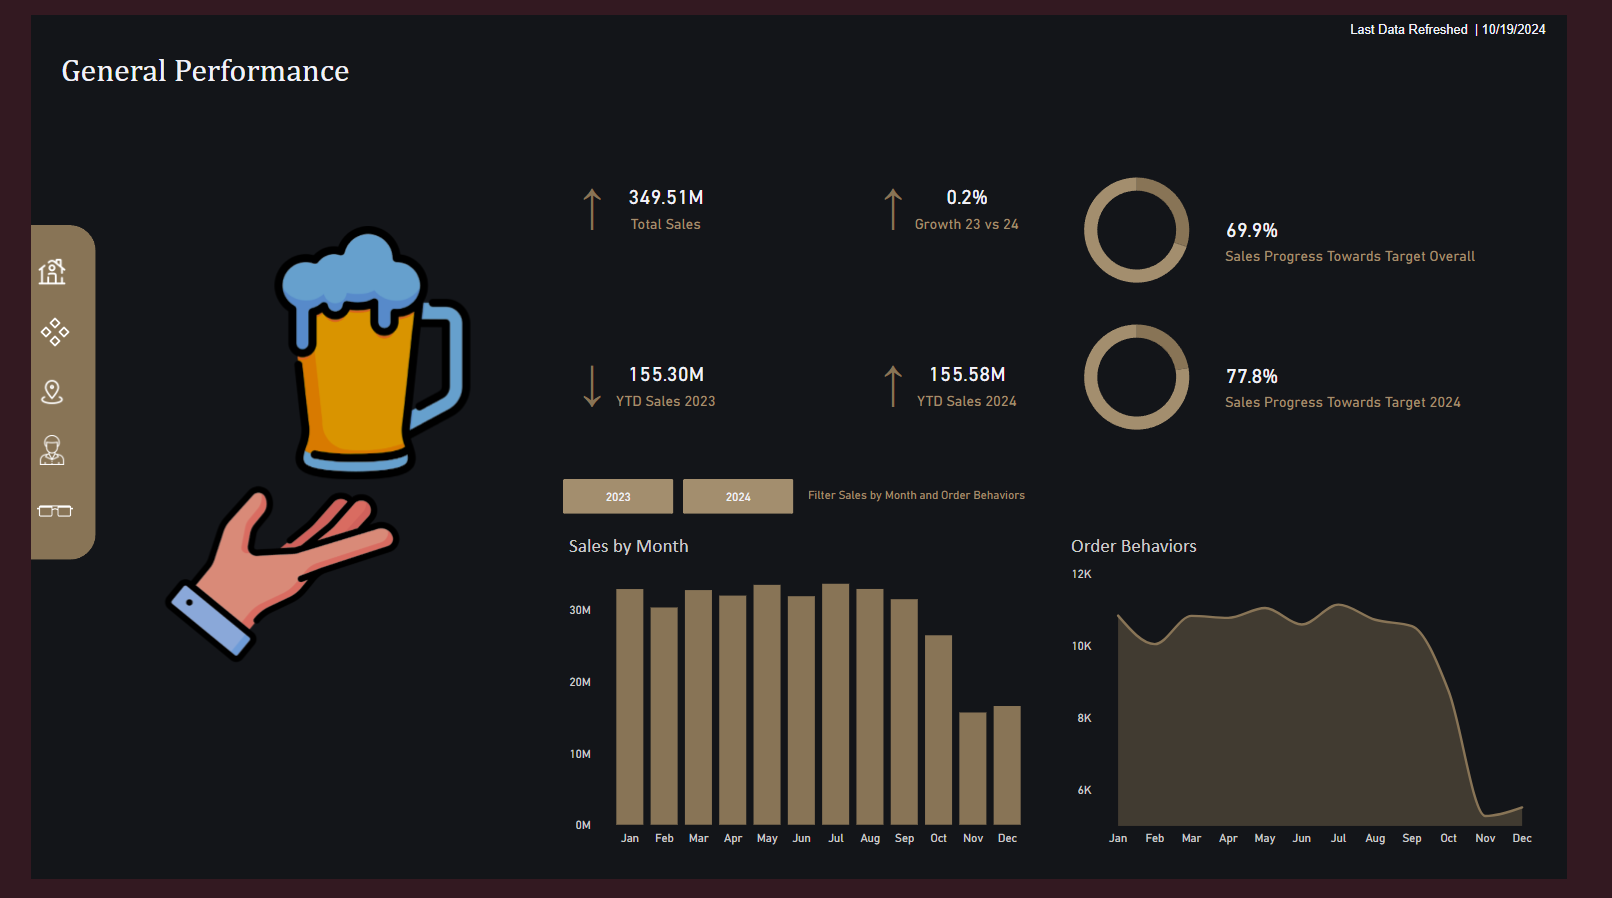 Last Data Refreshed | 10/19/2024
General Performance
349.51M
Total Sales
0.2%
Growth 23 vs 24
69.9%
Sales Progress Towards Target Overall
155.30M
YTD Sales 2023
155.58M
YTD Sales 2024
77.8%
Sales Progress Towards Target 2024
2023
2024
Filter Sales by Month and Order Behaviors
Sales by Month
30M
20M
10M
0M
Jan Feb Mar Apr May Jun Jul Aug Sep Oct Nov Dec
Order Behaviors
12K
10K
8K
6K
Jan Feb Mar Apr May Jun Jul Aug Sep Oct Nov Dec